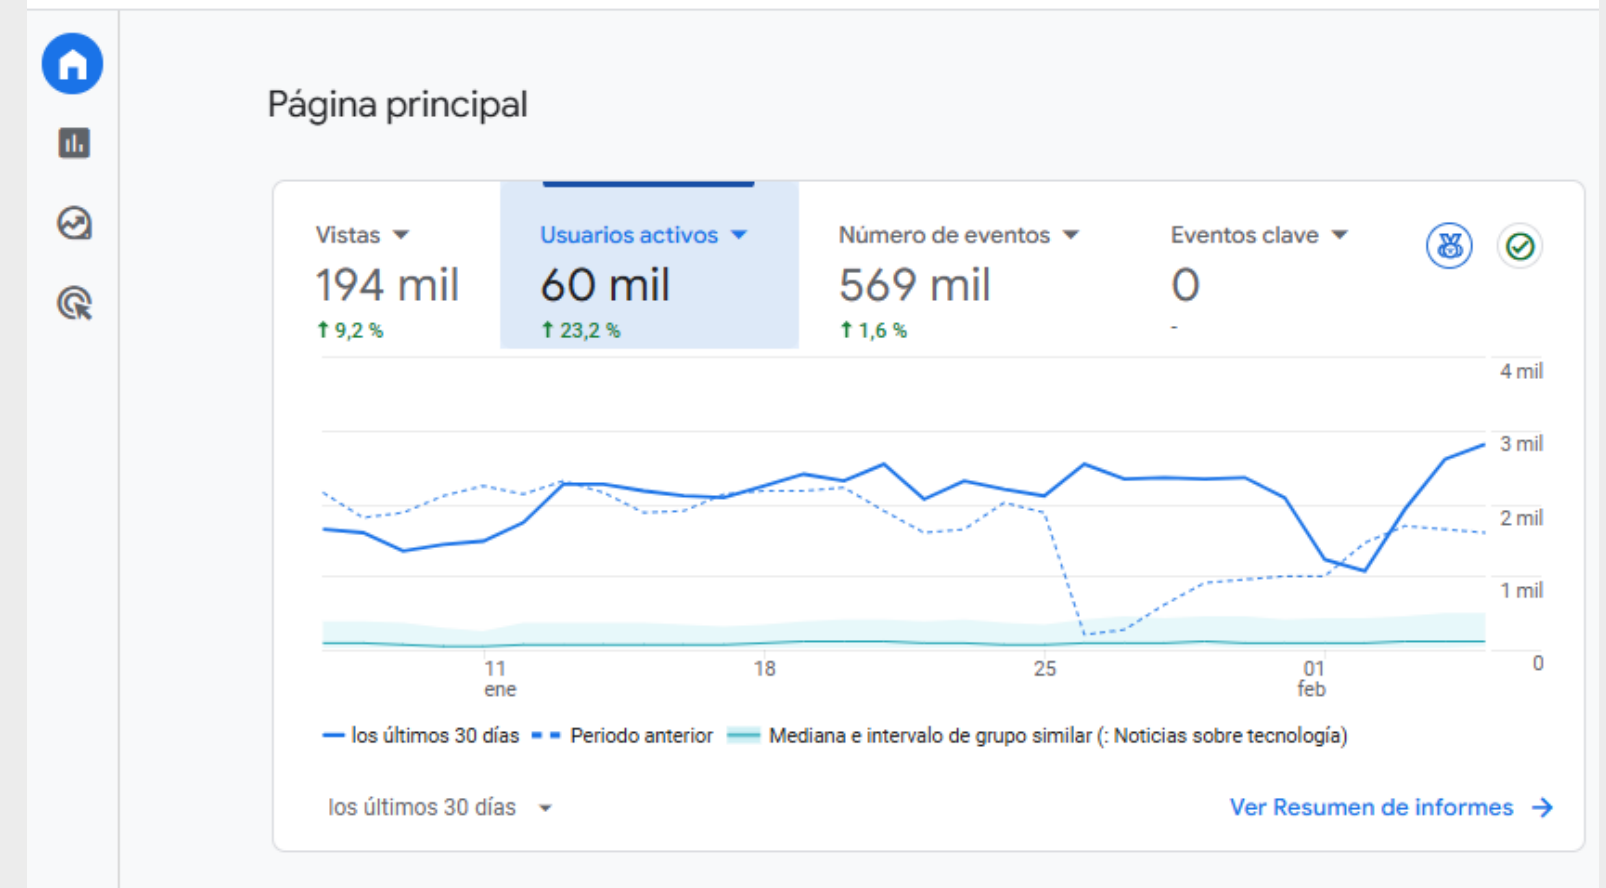 Página principal
Vistas
194 mil
↑ 9,2 %
Usuarios activos
60 mil
↑ 23,2 %
Número de eventos
569 mil
↑ 1,6 %
Eventos clave
0
-
4 mil
3 mil
2 mil
1 mil
0
11
ene
18
25
01
feb
los últimos 30 días
Periodo anterior
Mediana e intervalo de grupo similar (: Noticias sobre tecnología)
los últimos 30 días
Ver Resumen de informes →